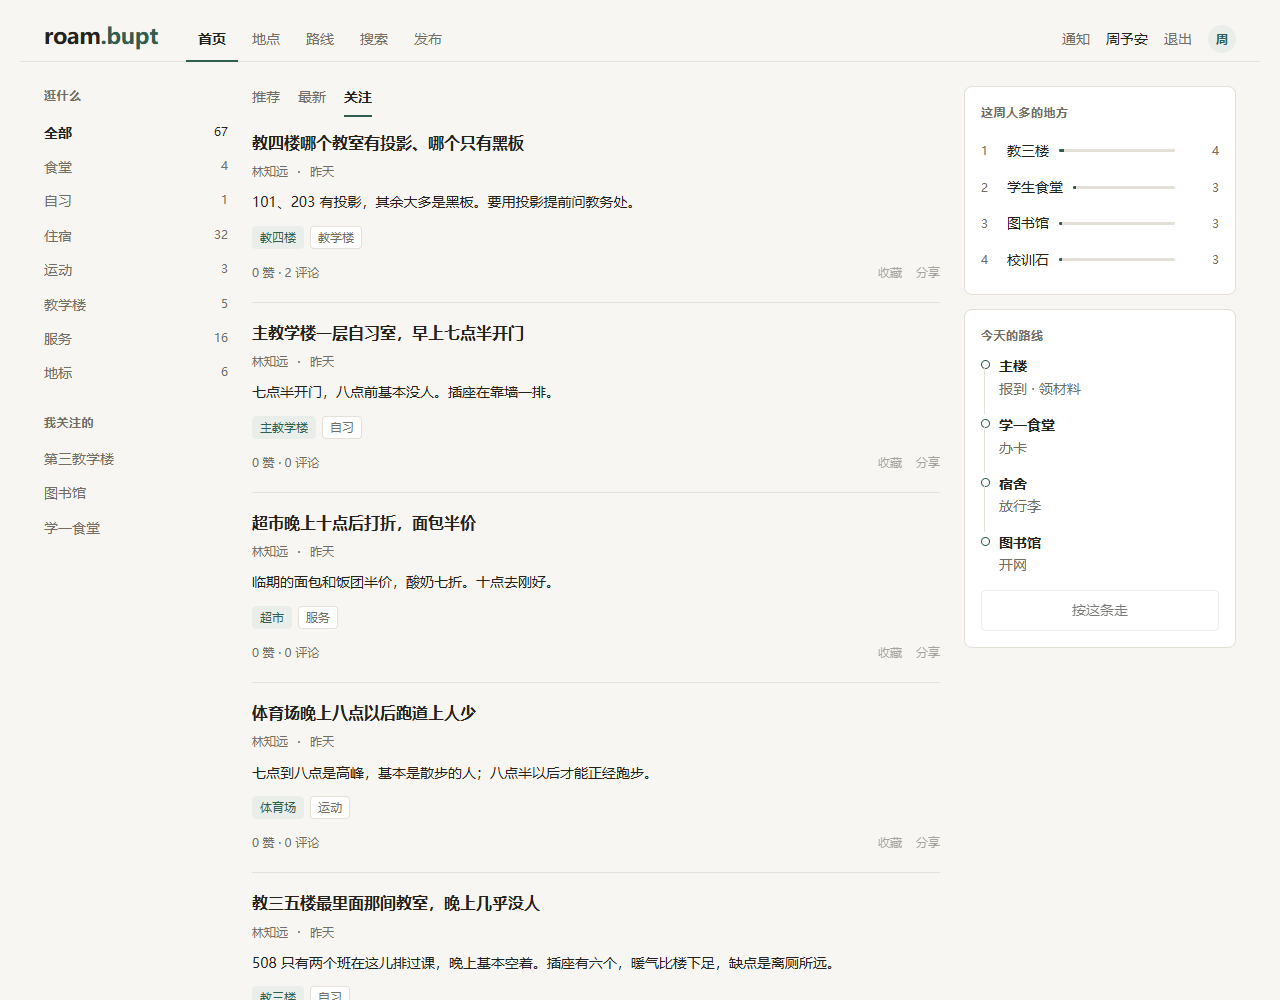 roam.bupt 首页 地点 路线 搜索 发布 通知 周予安 退出 周
逛什么
全部 67
食堂 4
自习 1
住宿 32
运动 3
教学楼 5
服务 16
地标 6
我关注的
第三教学楼
图书馆
学一食堂
推荐 最新 关注
教四楼哪个教室有投影、哪个只有黑板
林知远 · 昨天
101、203 有投影，其余大多是黑板。要用投影提前问教务处。
教四楼 教学楼
0 赞 · 2 评论 收藏 分享
主教学楼一层自习室，早上七点半开门
林知远 · 昨天
七点半开门，八点前基本没人。插座在靠墙一排。
主教学楼 自习
0 赞 · 0 评论 收藏 分享
超市晚上十点后打折，面包半价
林知远 · 昨天
临期的面包和饭团半价，酸奶七折。十点去刚好。
超市 服务
0 赞 · 0 评论 收藏 分享
体育场晚上八点以后跑道上人少
林知远 · 昨天
七点到八点是高峰，基本是散步的人；八点半以后才能正经跑步。
体育场 运动
0 赞 · 0 评论 收藏 分享
教三五楼最里面那间教室，晚上几乎没人
林知远 · 昨天
508 只有两个班在这儿排过课，晚上基本空着。插座有六个，暖气比楼下足，缺点是离厕所远。
教三楼 自习
这周人多的地方
1 教三楼 4
2 学生食堂 3
3 图书馆 3
4 校训石 3
今天的路线
主楼
报到 · 领材料
学一食堂
办卡
宿舍
放行李
图书馆
开网
按这条走